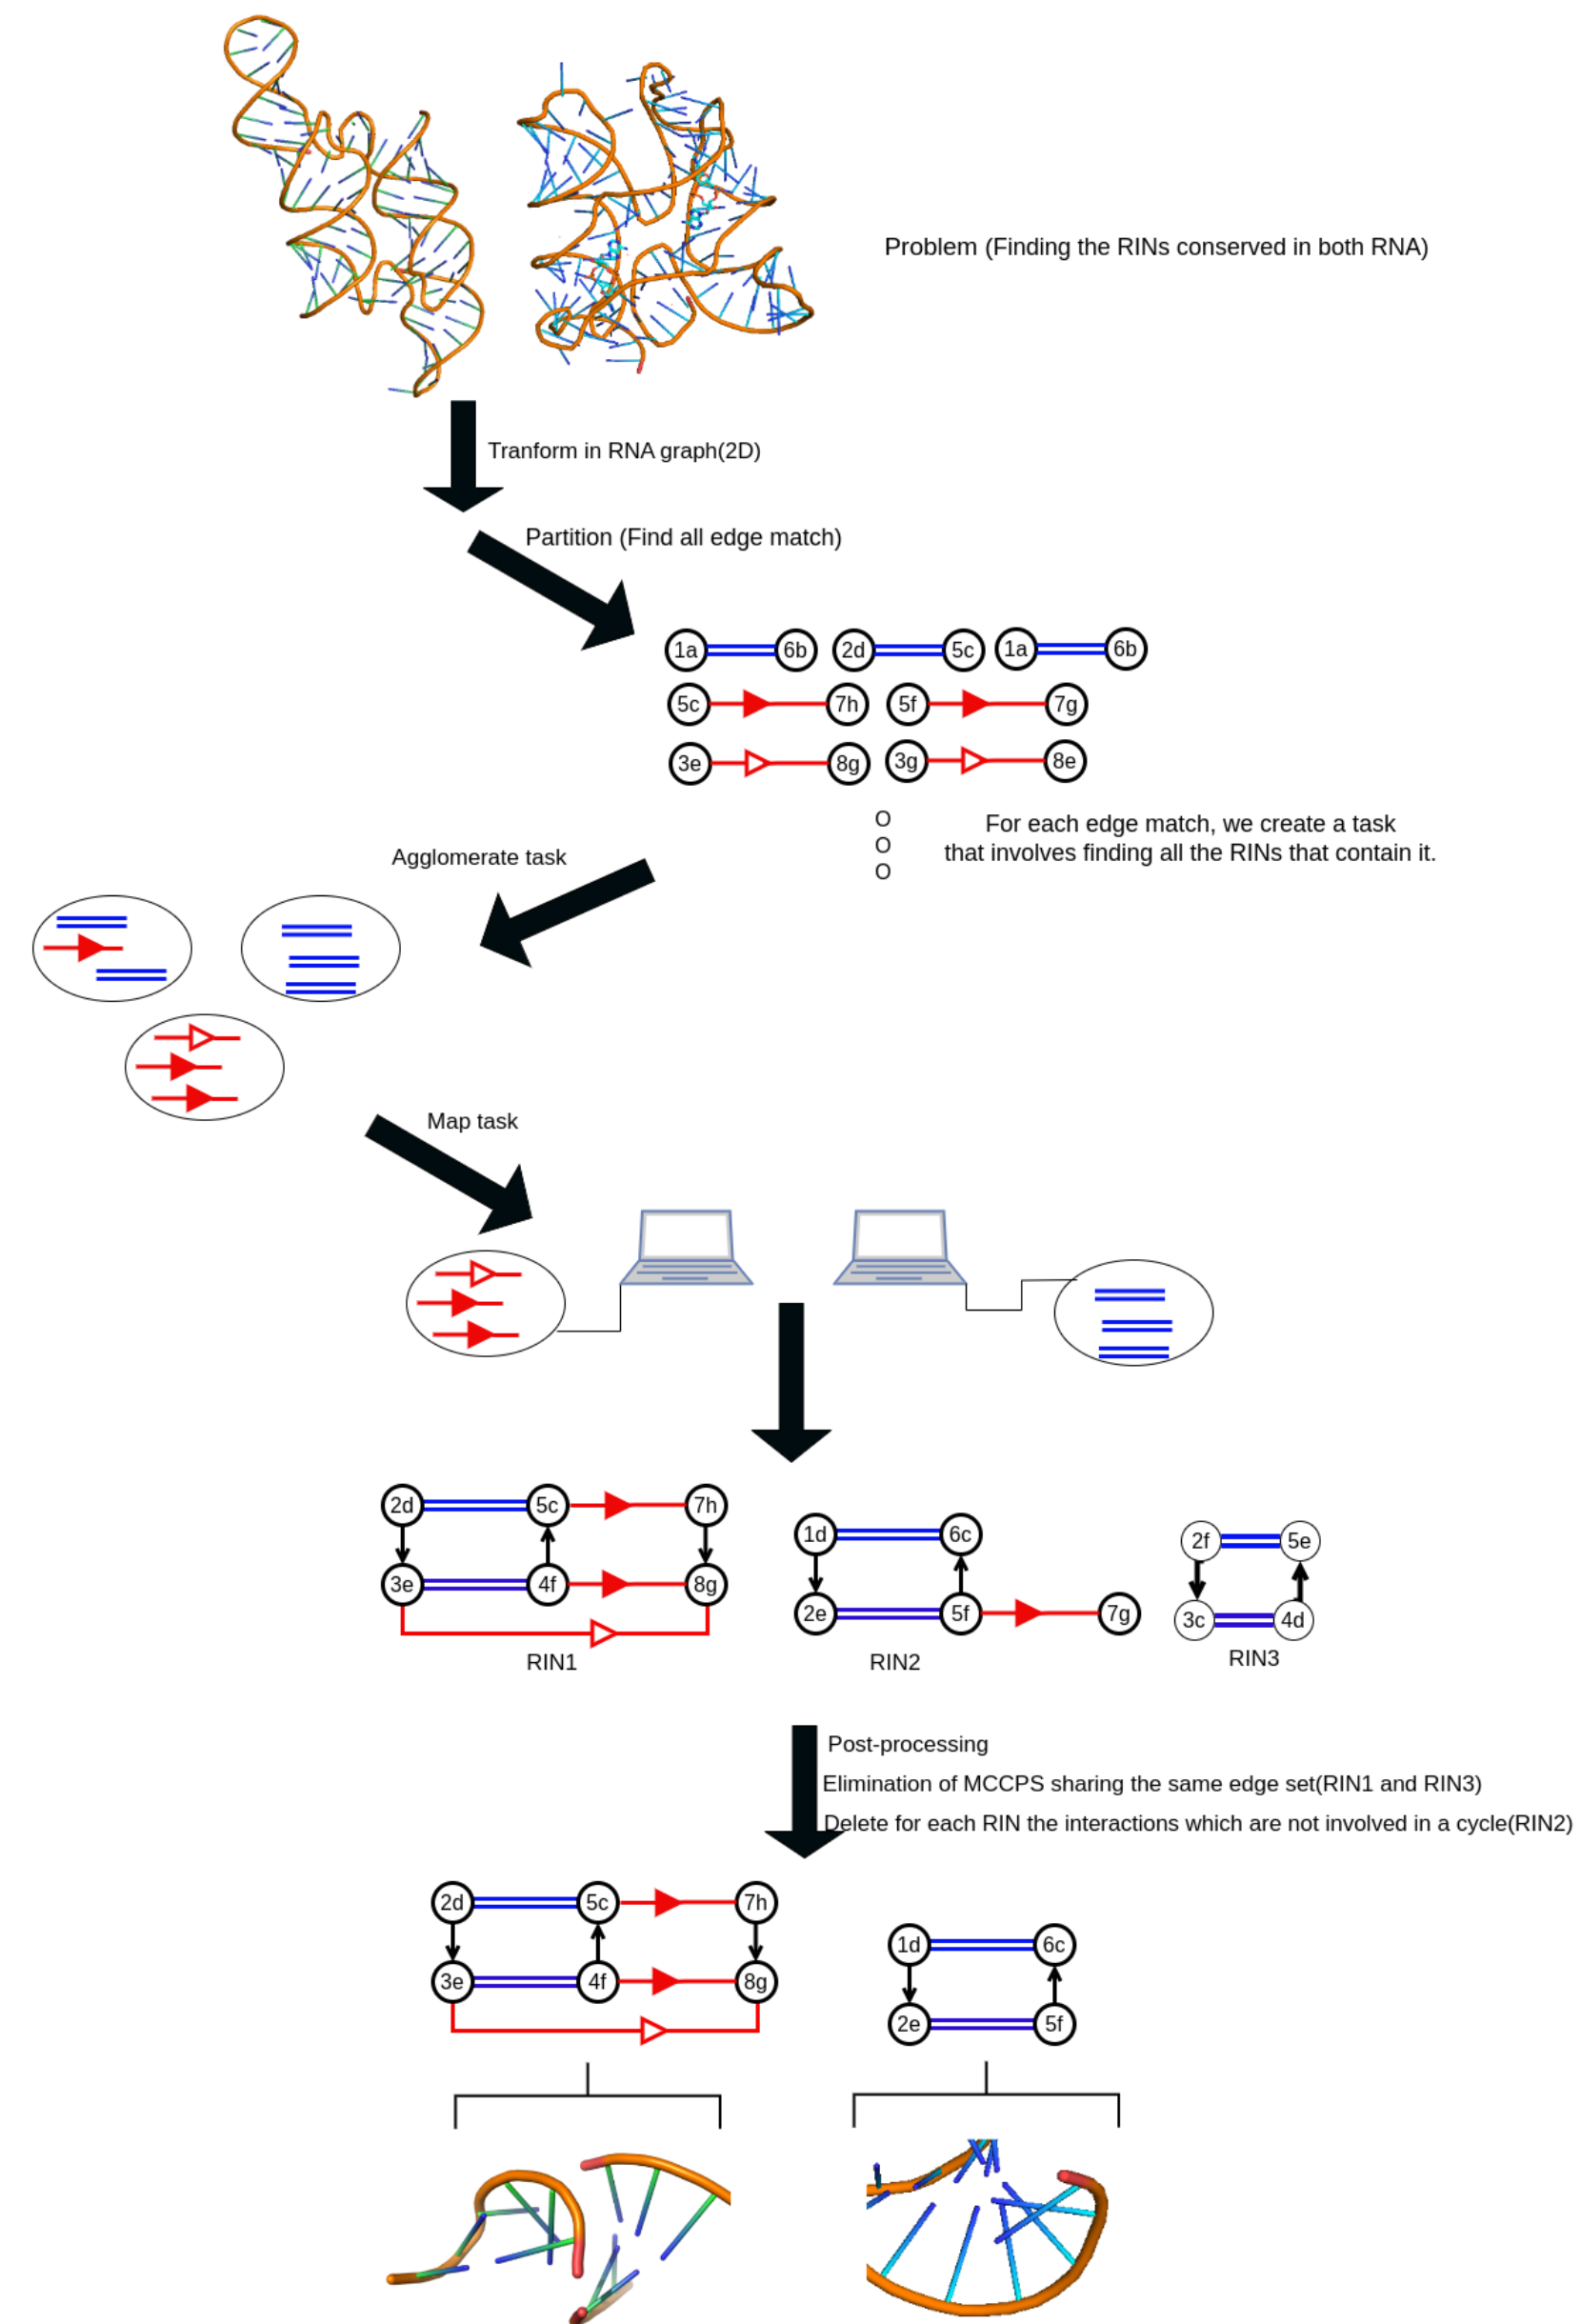 Problem (Finding the RINs conserved in both RNA)
Tranform in RNA graph(2D)
Partition (Find all edge match)
1a 6b 2d 5c 1a 6b
5c 7h 5f 7g
3e 8g 3g 8e
O
O
O
For each edge match, we create a task
that involves finding all the RINs that contain it.
Agglomerate task
Map task
2d 5c 7h
3e 4f 8g
RIN1
1d 6c
2e 5f 7g
RIN2
2f 5e
3c 4d
RIN3
Post-processing
Elimination of MCCPS sharing the same edge set(RIN1 and RIN3)
Delete for each RIN the interactions which are not involved in a cycle(RIN2)
2d 5c 7h
3e 4f 8g
1d 6c
2e 5f